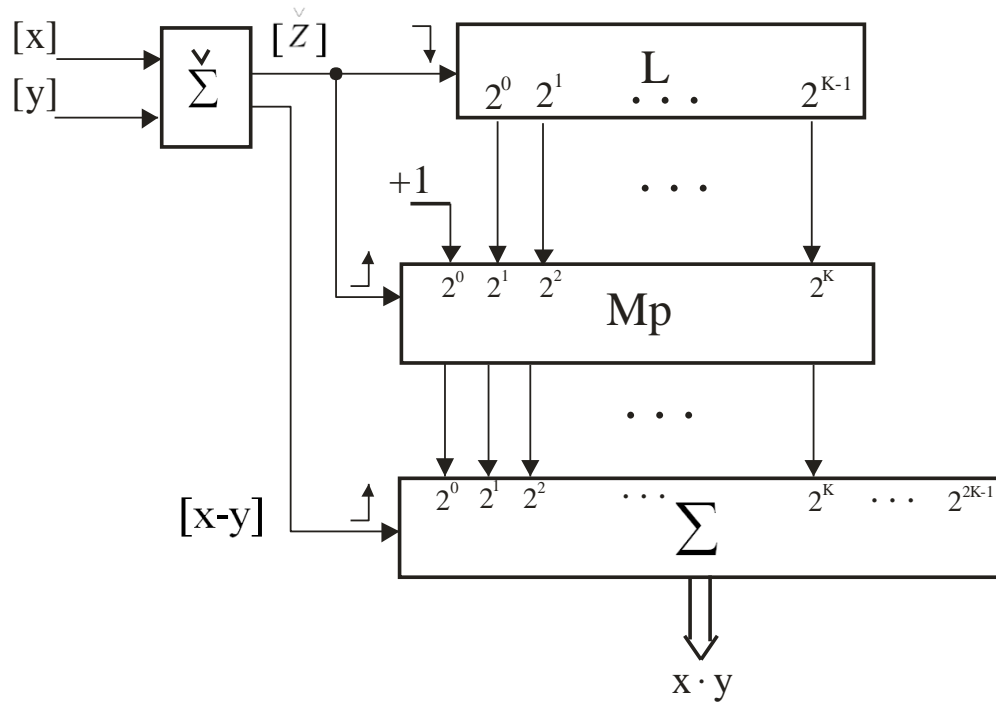 [x]
[y]
∑̌
[Ž]
L
2⁰ 2¹ ... 2ᴷ⁻¹
...
+1
2⁰ 2¹ 2² 2ᴷ
Mp
...
[x-y]
2⁰ 2¹ 2² ... 2ᴷ ... 2²ᴷ⁻¹
∑
x · y